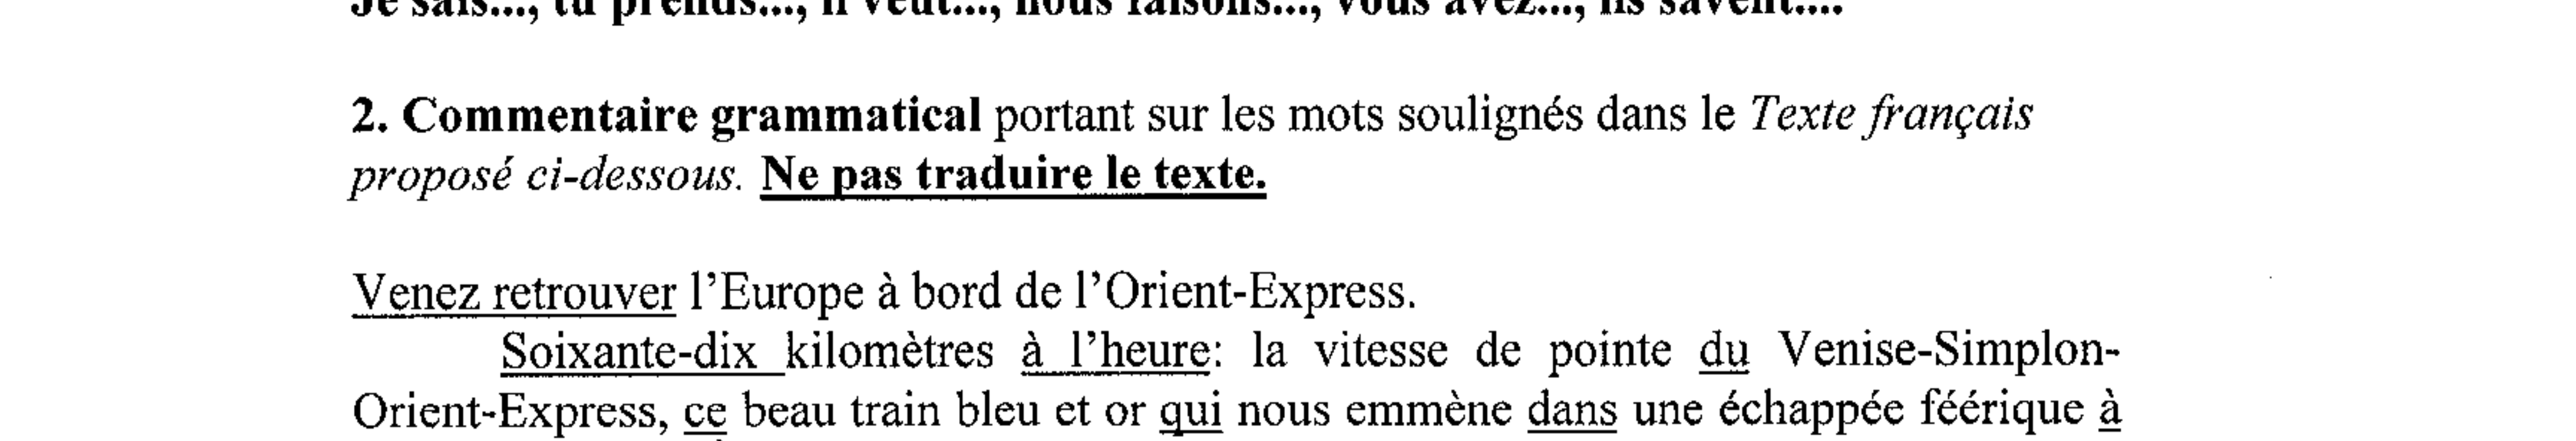 Je sais..., tu prends..., il veut..., nous faisons..., vous avez..., ils savent....
2. Commentaire grammatical portant sur les mots soulignés dans le Texte français
proposé ci-dessous. Ne pas traduire le texte.
Venez retrouver l'Europe à bord de l'Orient-Express.
Soixante-dix kilomètres à l'heure: la vitesse de pointe du Venise-Simplon-
Orient-Express, ce beau train bleu et or qui nous emmène dans une échappée féérique à